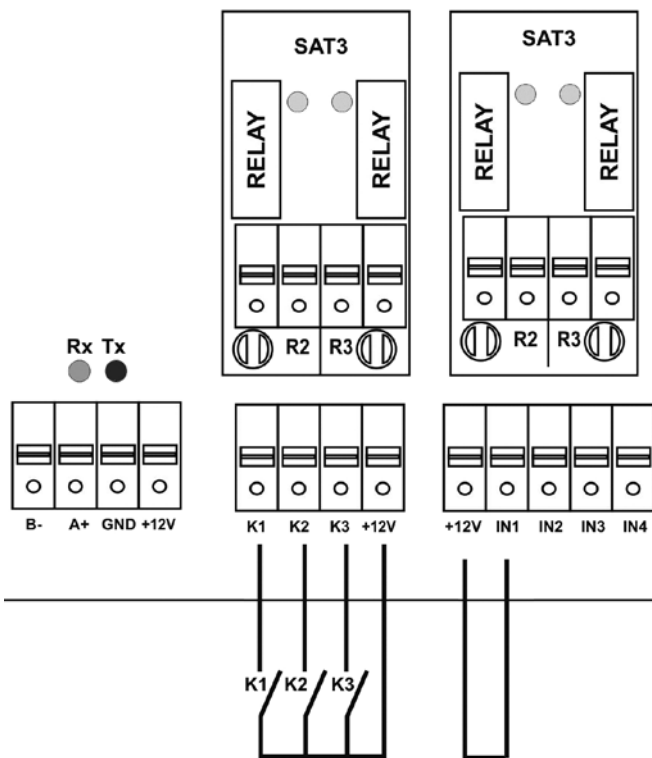 SAT3
SAT3
RELAY RELAY
RELAY RELAY
R2 R3
R2 R3
Rx Tx
B- A+ GND +12V
K1 K2 K3 +12V
+12V IN1 IN2 IN3 IN4
K1 K2 K3